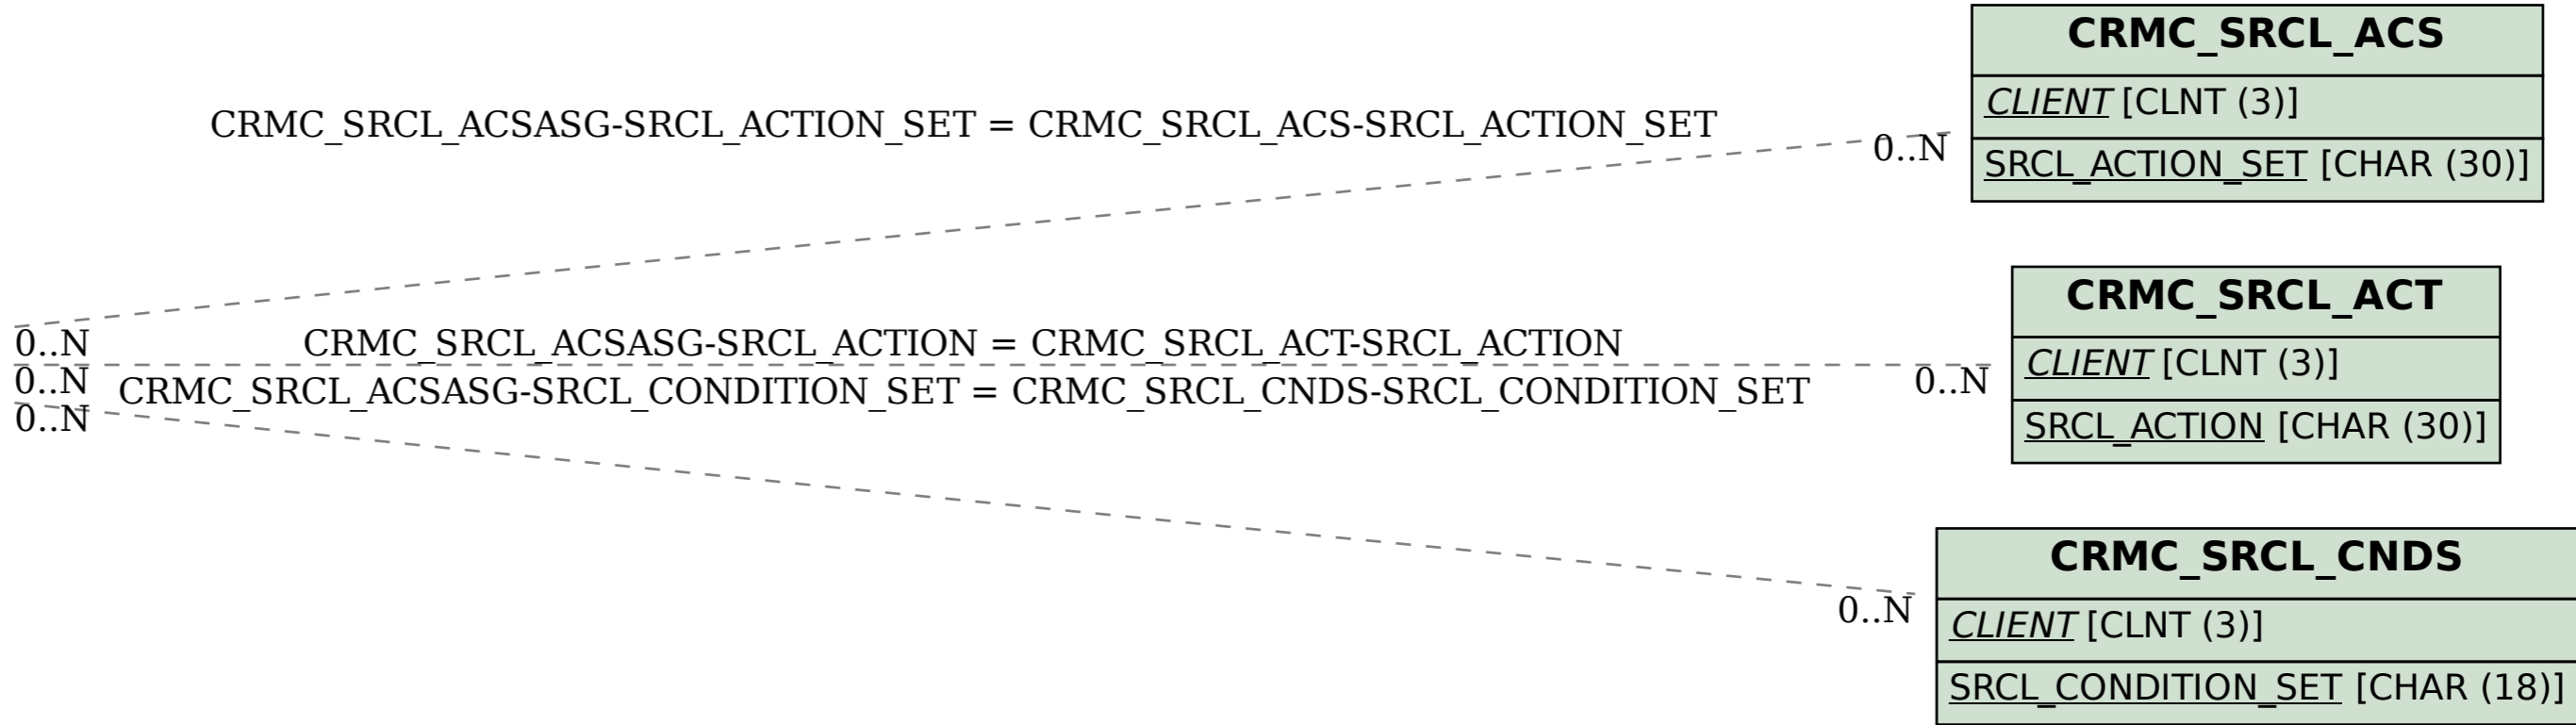 CRMC_SRCL_ACS
CLIENT [CLNT (3)]
CRMC_SRCL_ACSASG-SRCL_ACTION_SET = CRMC_SRCL_ACS-SRCL_ACTION_SET
0..N
SRCL_ACTION_SET [CHAR (30)]
CRMC_SRCL_ACT
0..N
CRMC_SRCL_ACSASG-SRCL_ACTION = CRMC_SRCL_ACT-SRCL_ACTION
CLIENT [CLNT (3)]
0..N
CRMC_SRCL_ACSASG-SRCL_CONDITION_SET = CRMC_SRCL_CNDS-SRCL_CONDITION_SET
0..N
0..N
SRCL_ACTION [CHAR (30)]
CRMC_SRCL_CNDS
0..N
CLIENT [CLNT (3)]
SRCL_CONDITION_SET [CHAR (18)]